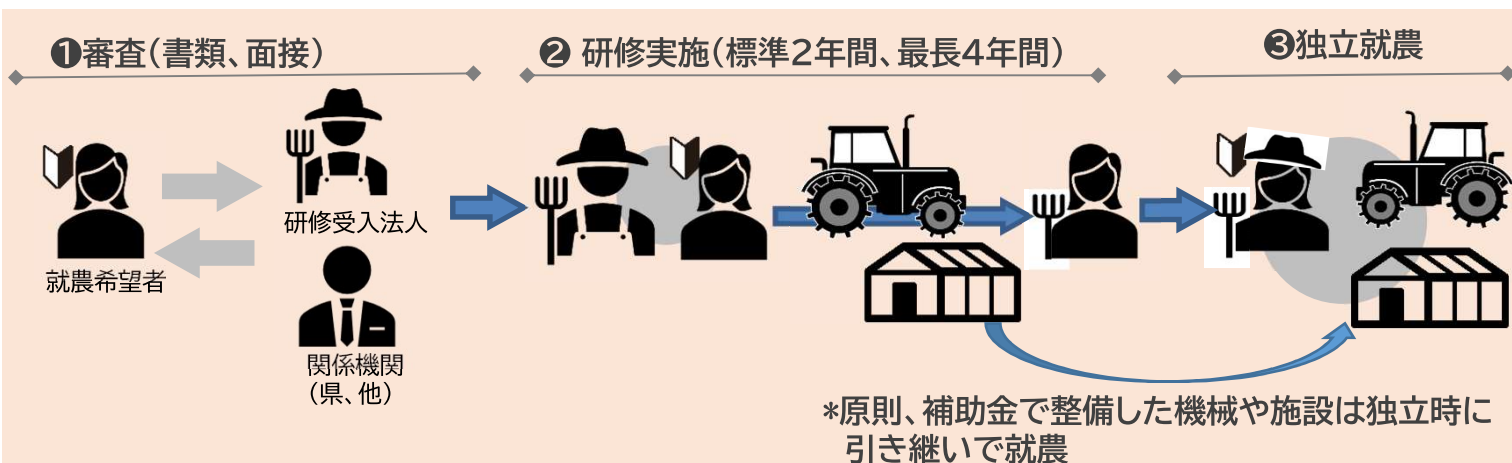 ❶審査(書類、面接)
❷ 研修実施(標準2年間、最長4年間)
❸独立就農
就農希望者
研修受入法人
関係機関
(県、他)
*原則、補助金で整備した機械や施設は独立時に
引き継いで就農